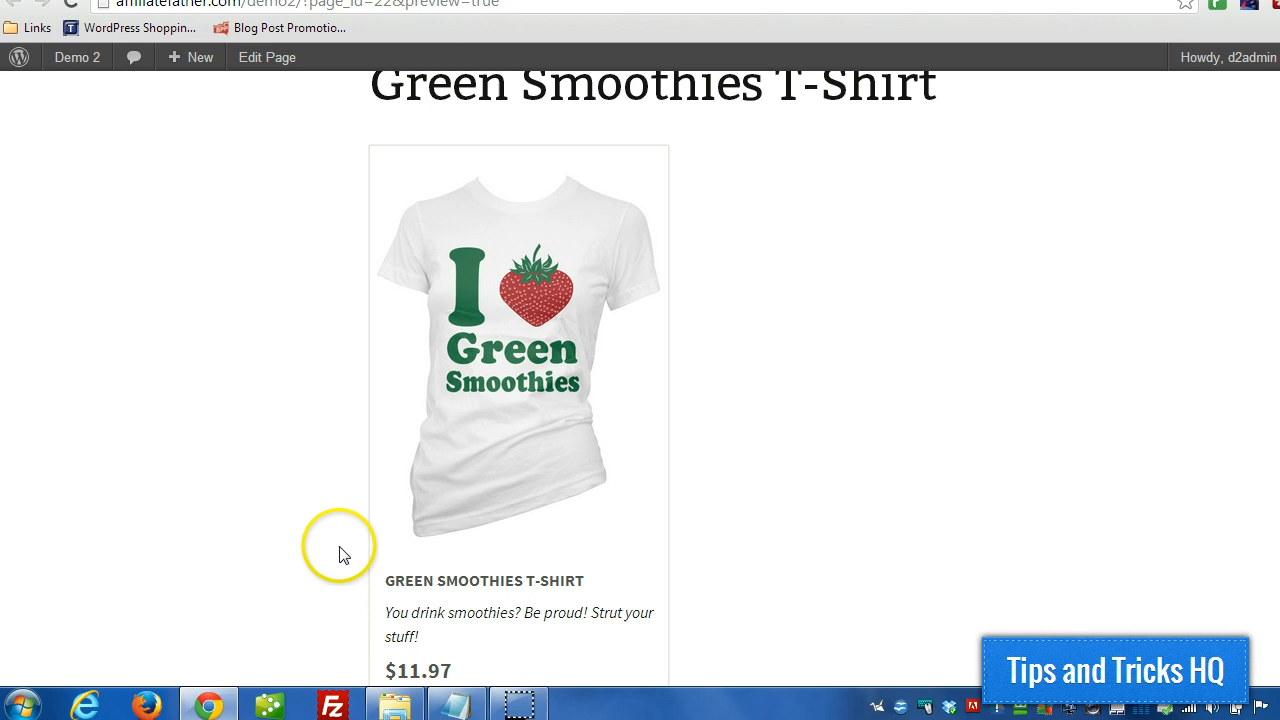 affiliatefather.com/demo2/?page_id=22&preview=true
Links
WordPress Shoppin...
Blog Post Promotio...
Demo 2
New
Edit Page
Howdy, d2admin
Green Smoothies T-Shirt
I
Green
Smoothies
GREEN SMOOTHIES T-SHIRT
You drink smoothies? Be proud! Strut your
stuff!
$11.97
Tips and Tricks HQ